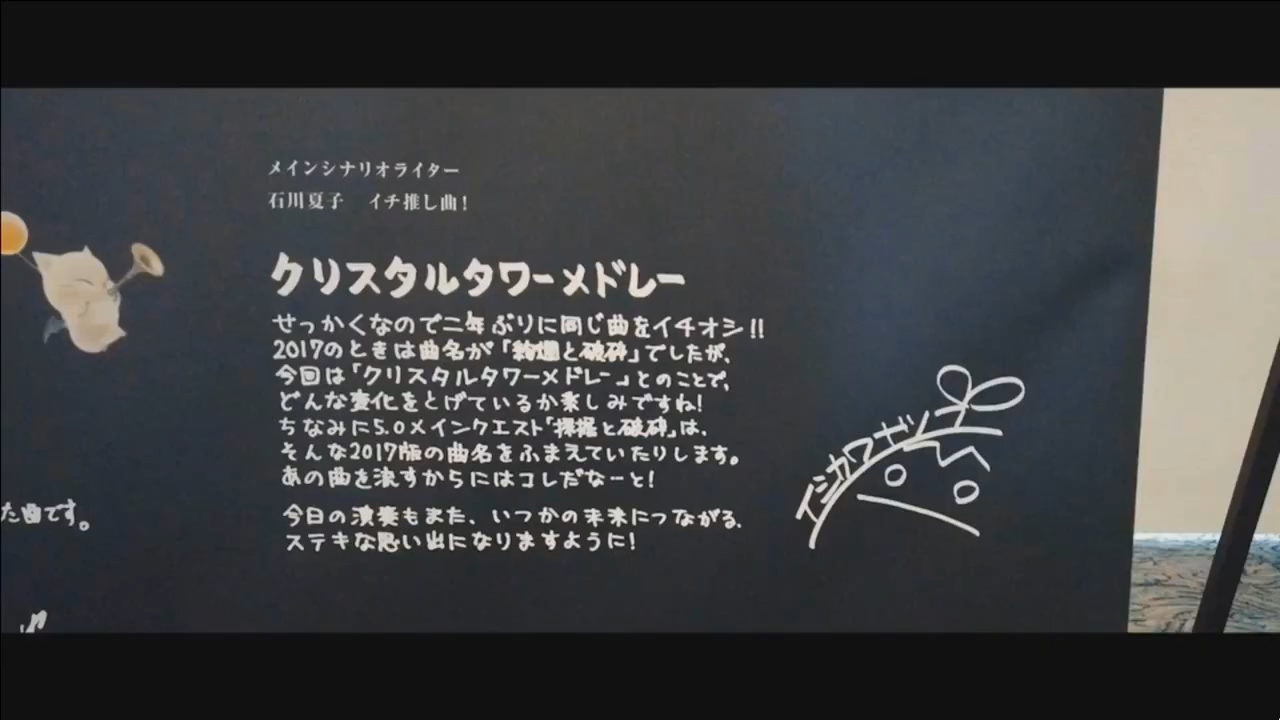 メインシナリオライター
石川夏子 イチ推し曲！
クリスタルタワーメドレー
せっかくなので二年ぶりに同じ曲をイチオシ!!
2017のときは曲名が「絢爛と破砕」でしたが、
今回は「クリスタルタワーメドレー」とのことで、
どんな変化をとげているか楽しみですね!
ちなみに5.0メインクエスト「採掘と破砕」は、
そんな2017版の曲名をふまえていたりします。
あの曲を流すからにはコレだなーと!
今日の演奏もまた、いつかの未来につながる、
ステキな思い出になりますように!
イシカワナツ
た曲です。